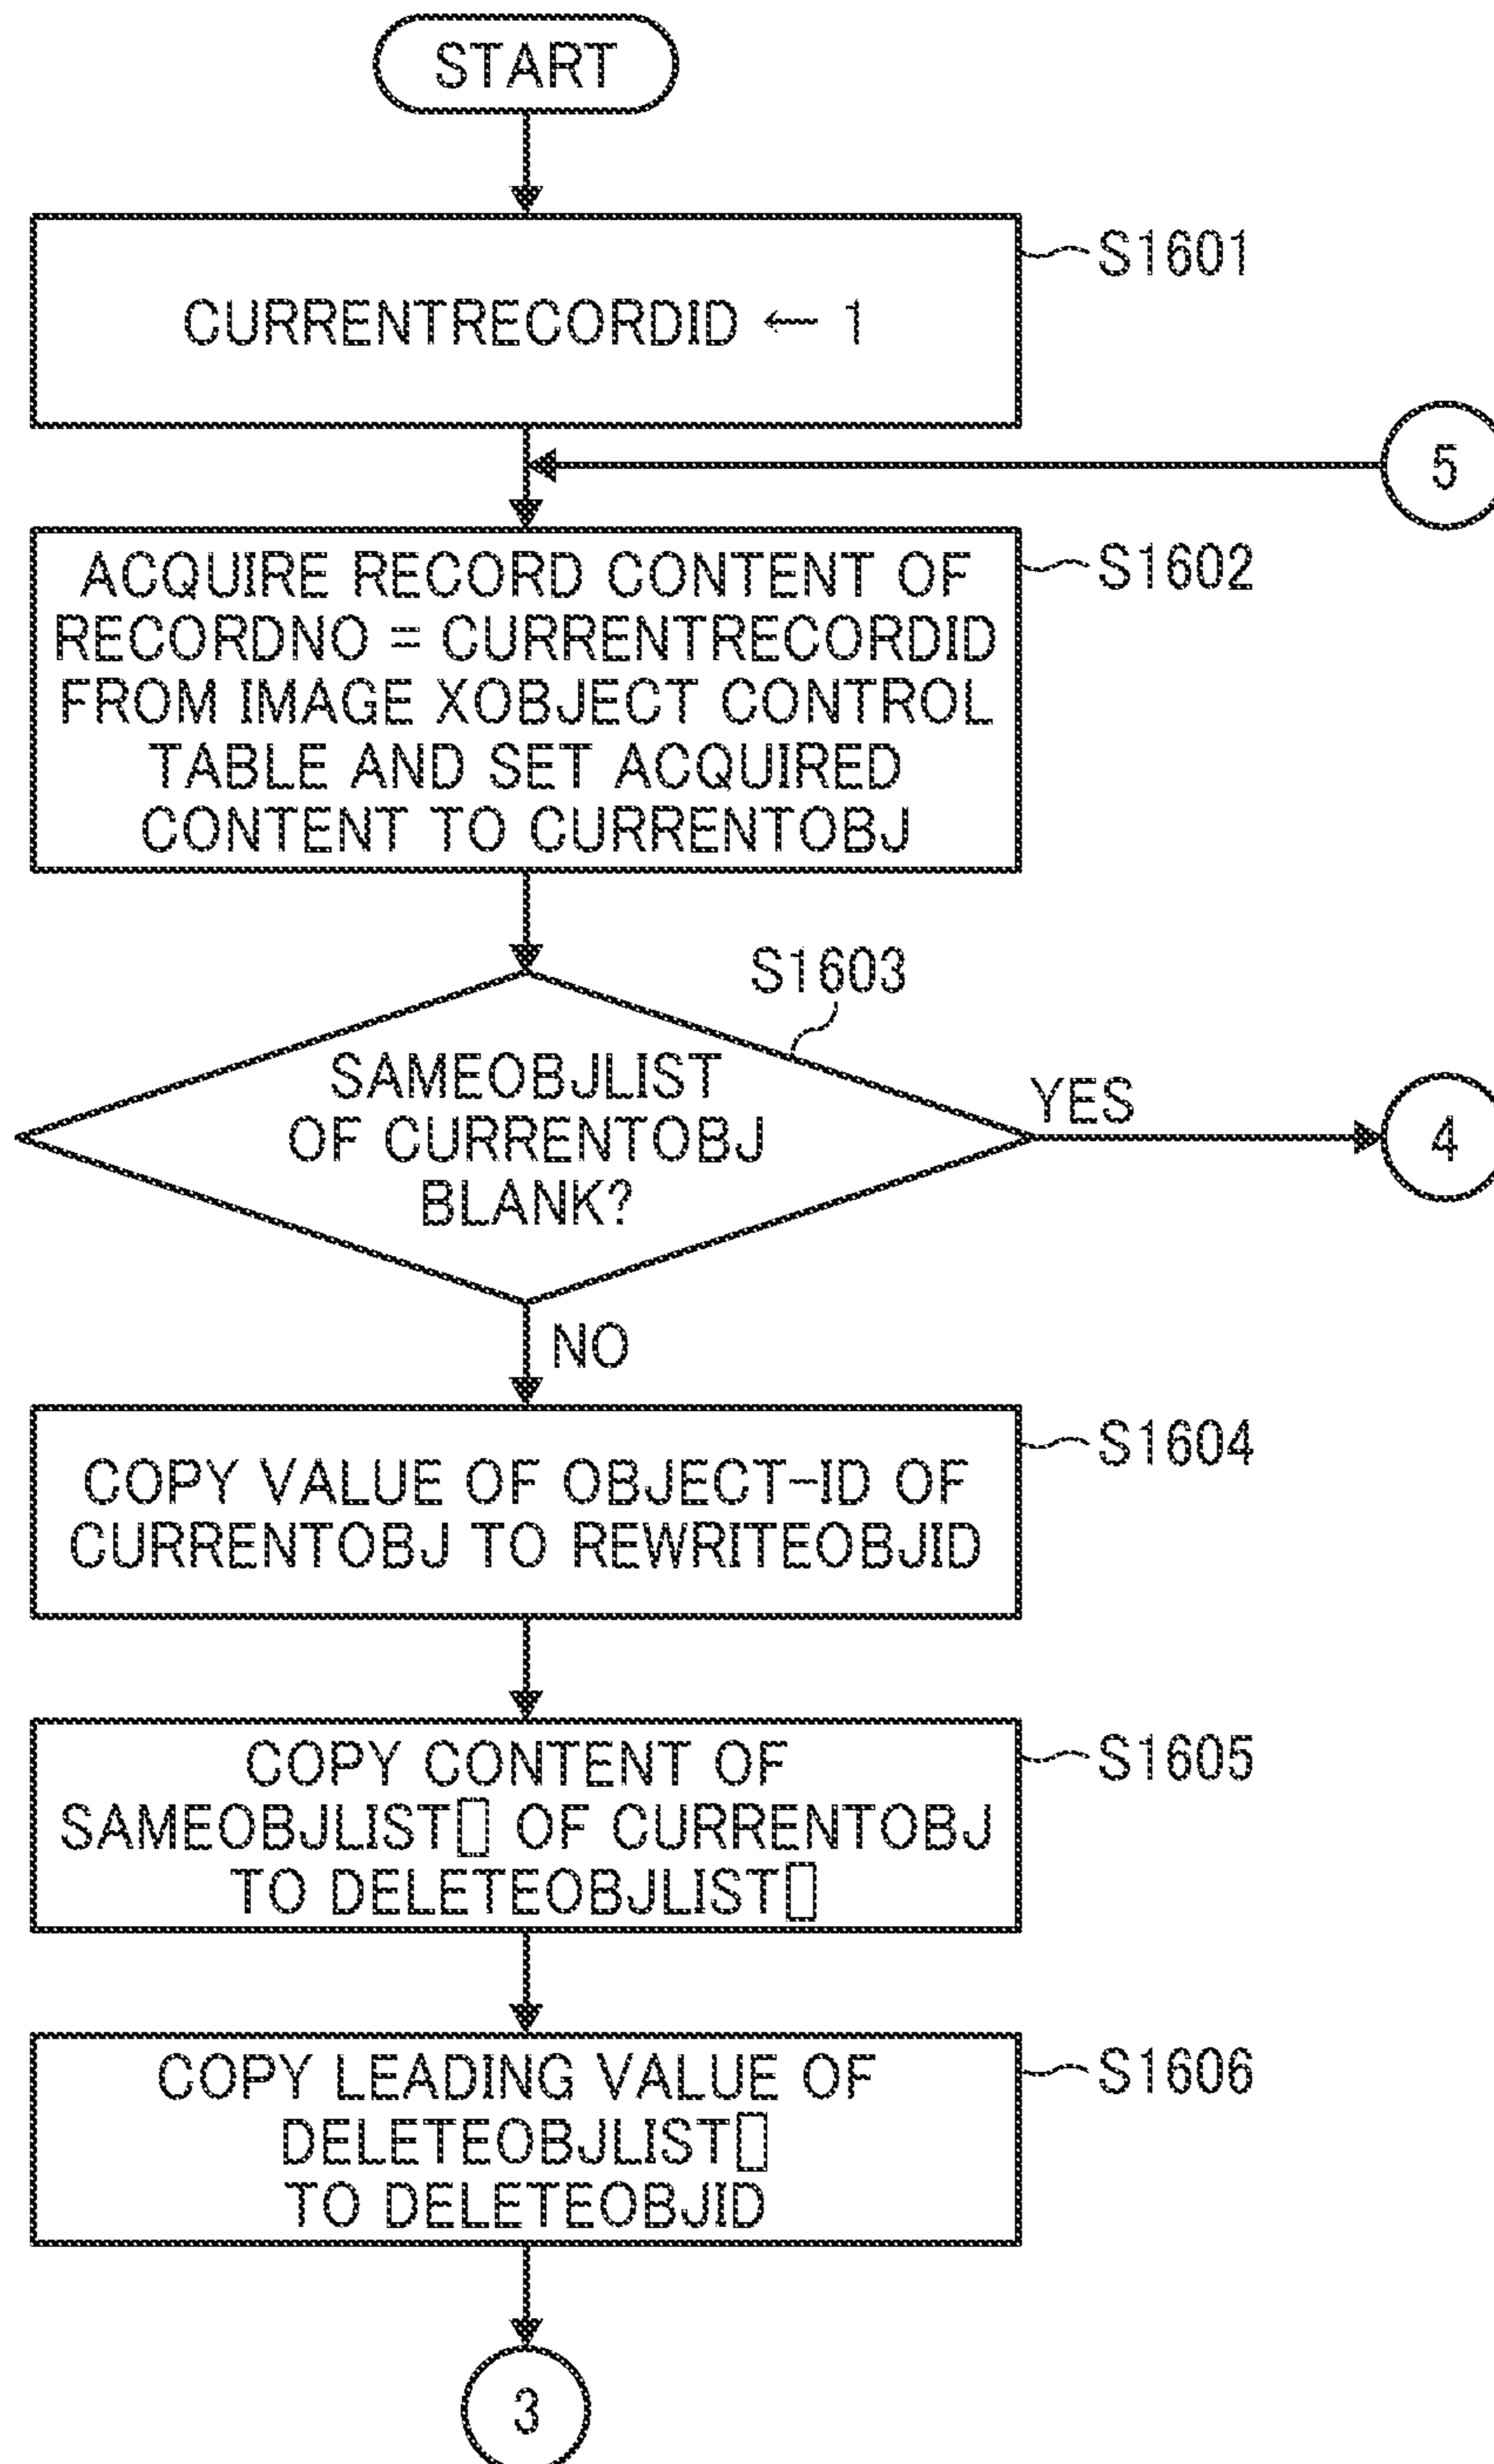 START
S1601
CURRENTRECORDID ← 1
5
S1602
ACQUIRE RECORD CONTENT OF
RECORDNO = CURRENTRECORDID
FROM IMAGE XOBJECT CONTROL
TABLE AND SET ACQUIRED
CONTENT TO CURRENTOBJ
S1603
SAMEOBJLIST
OF CURRENTOBJ
BLANK?
YES
4
NO
S1604
COPY VALUE OF OBJECT-ID OF
CURRENTOBJ TO REWRITEOBJID
S1605
COPY CONTENT OF
SAMEOBJLIST[] OF CURRENTOBJ
TO DELETEOBJLIST[]
S1606
COPY LEADING VALUE OF
DELETEOBJLIST[]
TO DELETEOBJID
3